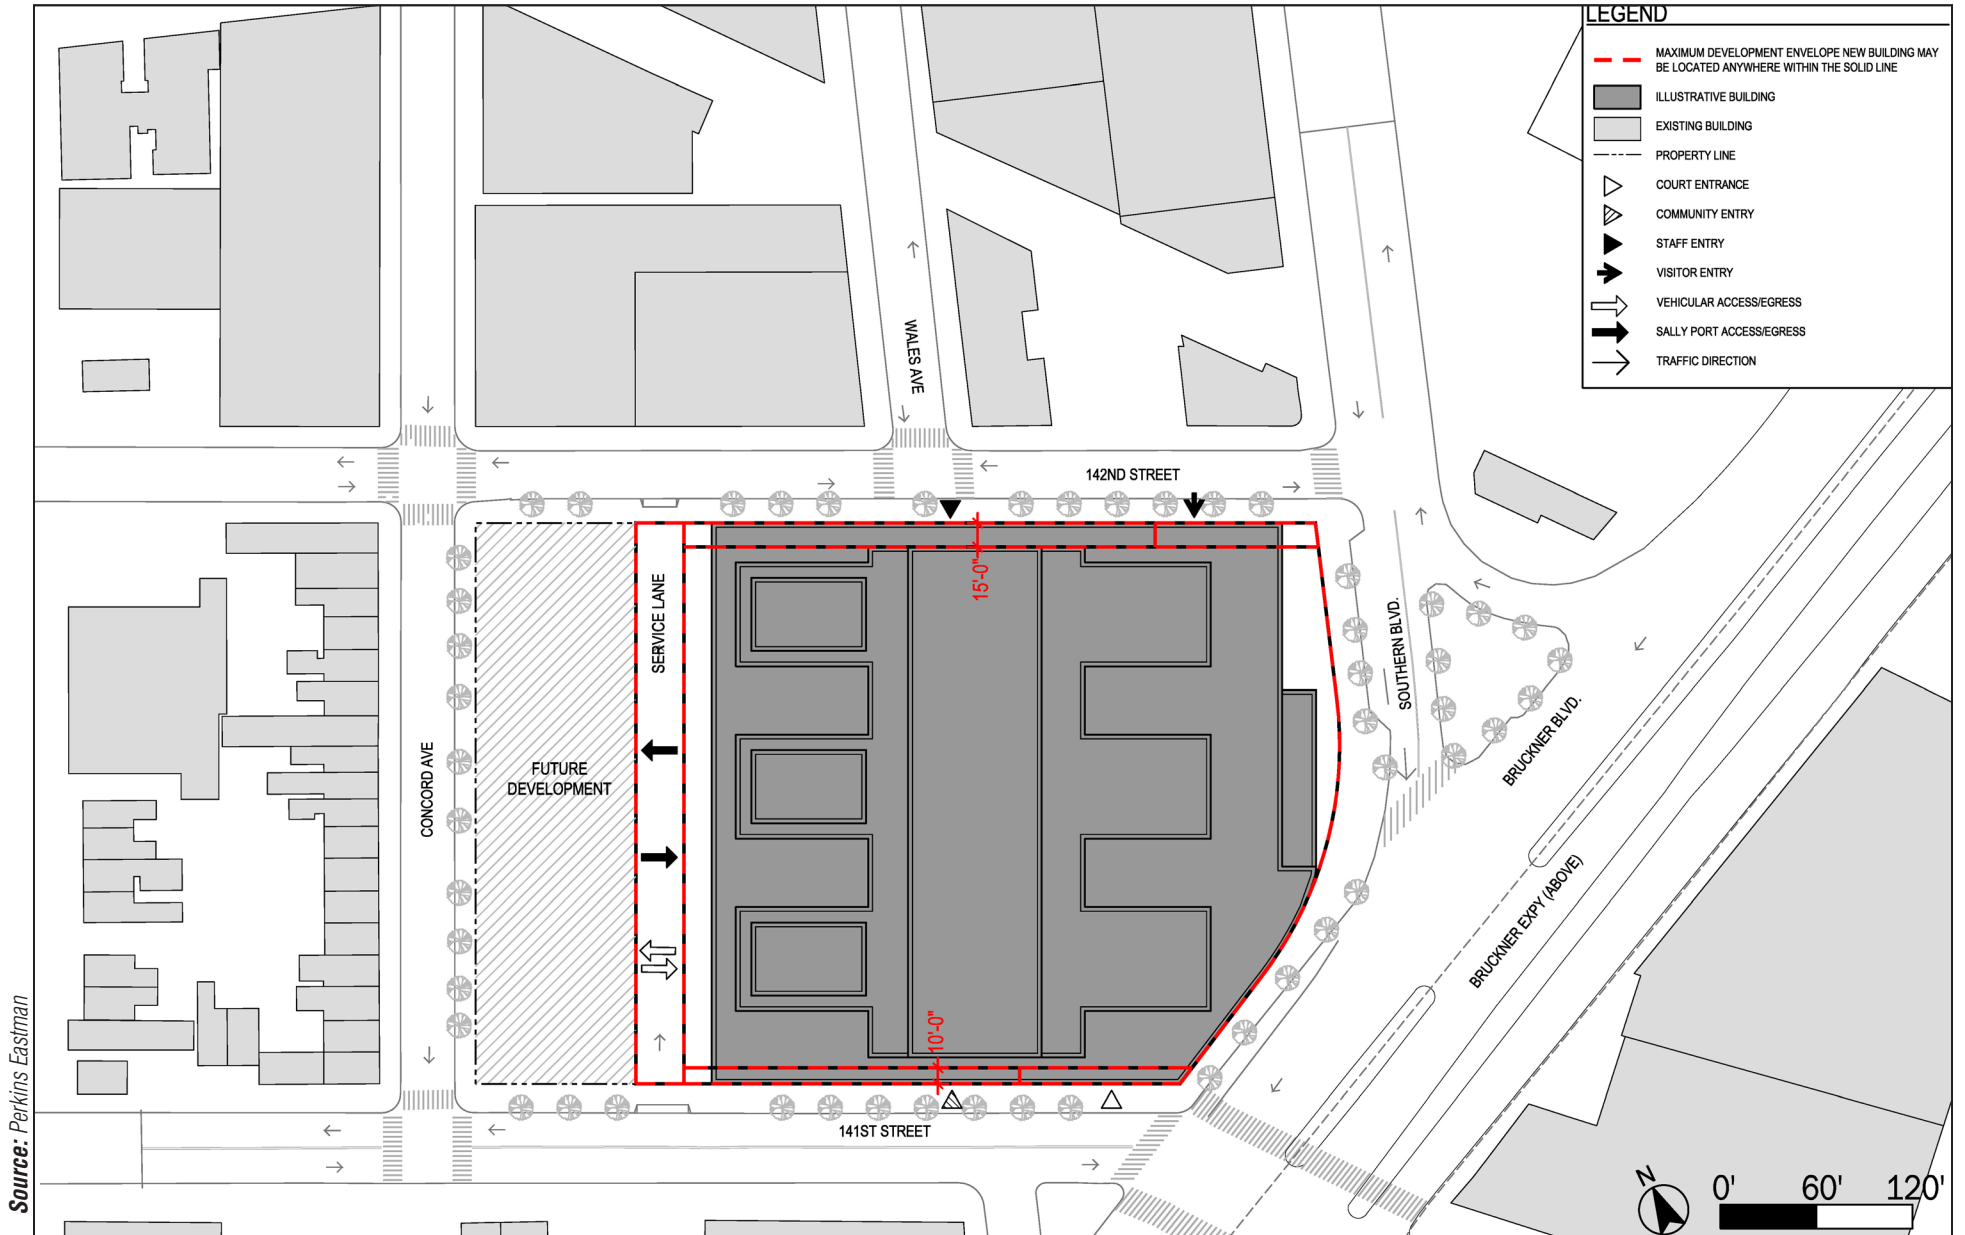 LEGEND
MAXIMUM DEVELOPMENT ENVELOPE NEW BUILDING MAY
BE LOCATED ANYWHERE WITHIN THE SOLID LINE
ILLUSTRATIVE BUILDING
EXISTING BUILDING
PROPERTY LINE
COURT ENTRANCE
COMMUNITY ENTRY
STAFF ENTRY
VISITOR ENTRY
VEHICULAR ACCESS/EGRESS
SALLY PORT ACCESS/EGRESS
TRAFFIC DIRECTION
WALES AVE
142ND STREET
15'-0"
SERVICE LANE
SOUTHERN BLVD.
BRUCKNER BLVD.
FUTURE
DEVELOPMENT
CONCORD AVE
BRUCKNER EXPY (ABOVE)
10'-0"
141ST STREET
Source: Perkins Eastman
N
0' 60' 120'